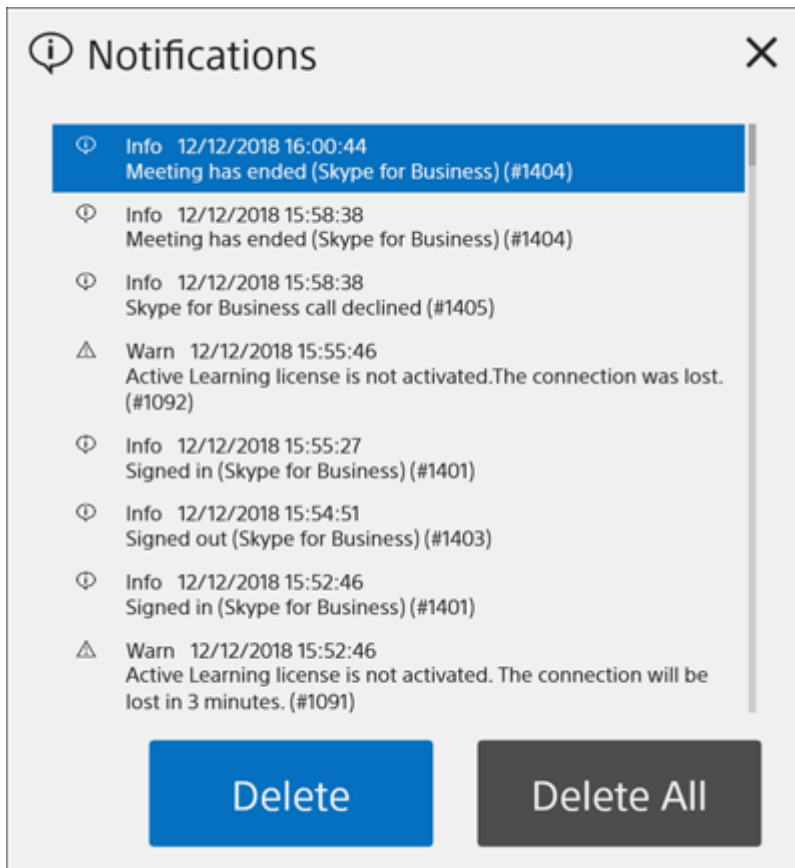 Notifications
Info 12/12/2018 16:00:44
Meeting has ended (Skype for Business) (#1404)
Info 12/12/2018 15:58:38
Meeting has ended (Skype for Business) (#1404)
Info 12/12/2018 15:58:38
Skype for Business call declined (#1405)
Warn 12/12/2018 15:55:46
Active Learning license is not activated.The connection was lost.
(#1092)
Info 12/12/2018 15:55:27
Signed in (Skype for Business) (#1401)
Info 12/12/2018 15:54:51
Signed out (Skype for Business) (#1403)
Info 12/12/2018 15:52:46
Signed in (Skype for Business) (#1401)
Warn 12/12/2018 15:52:46
Active Learning license is not activated. The connection will be
lost in 3 minutes. (#1091)
Delete
Delete All